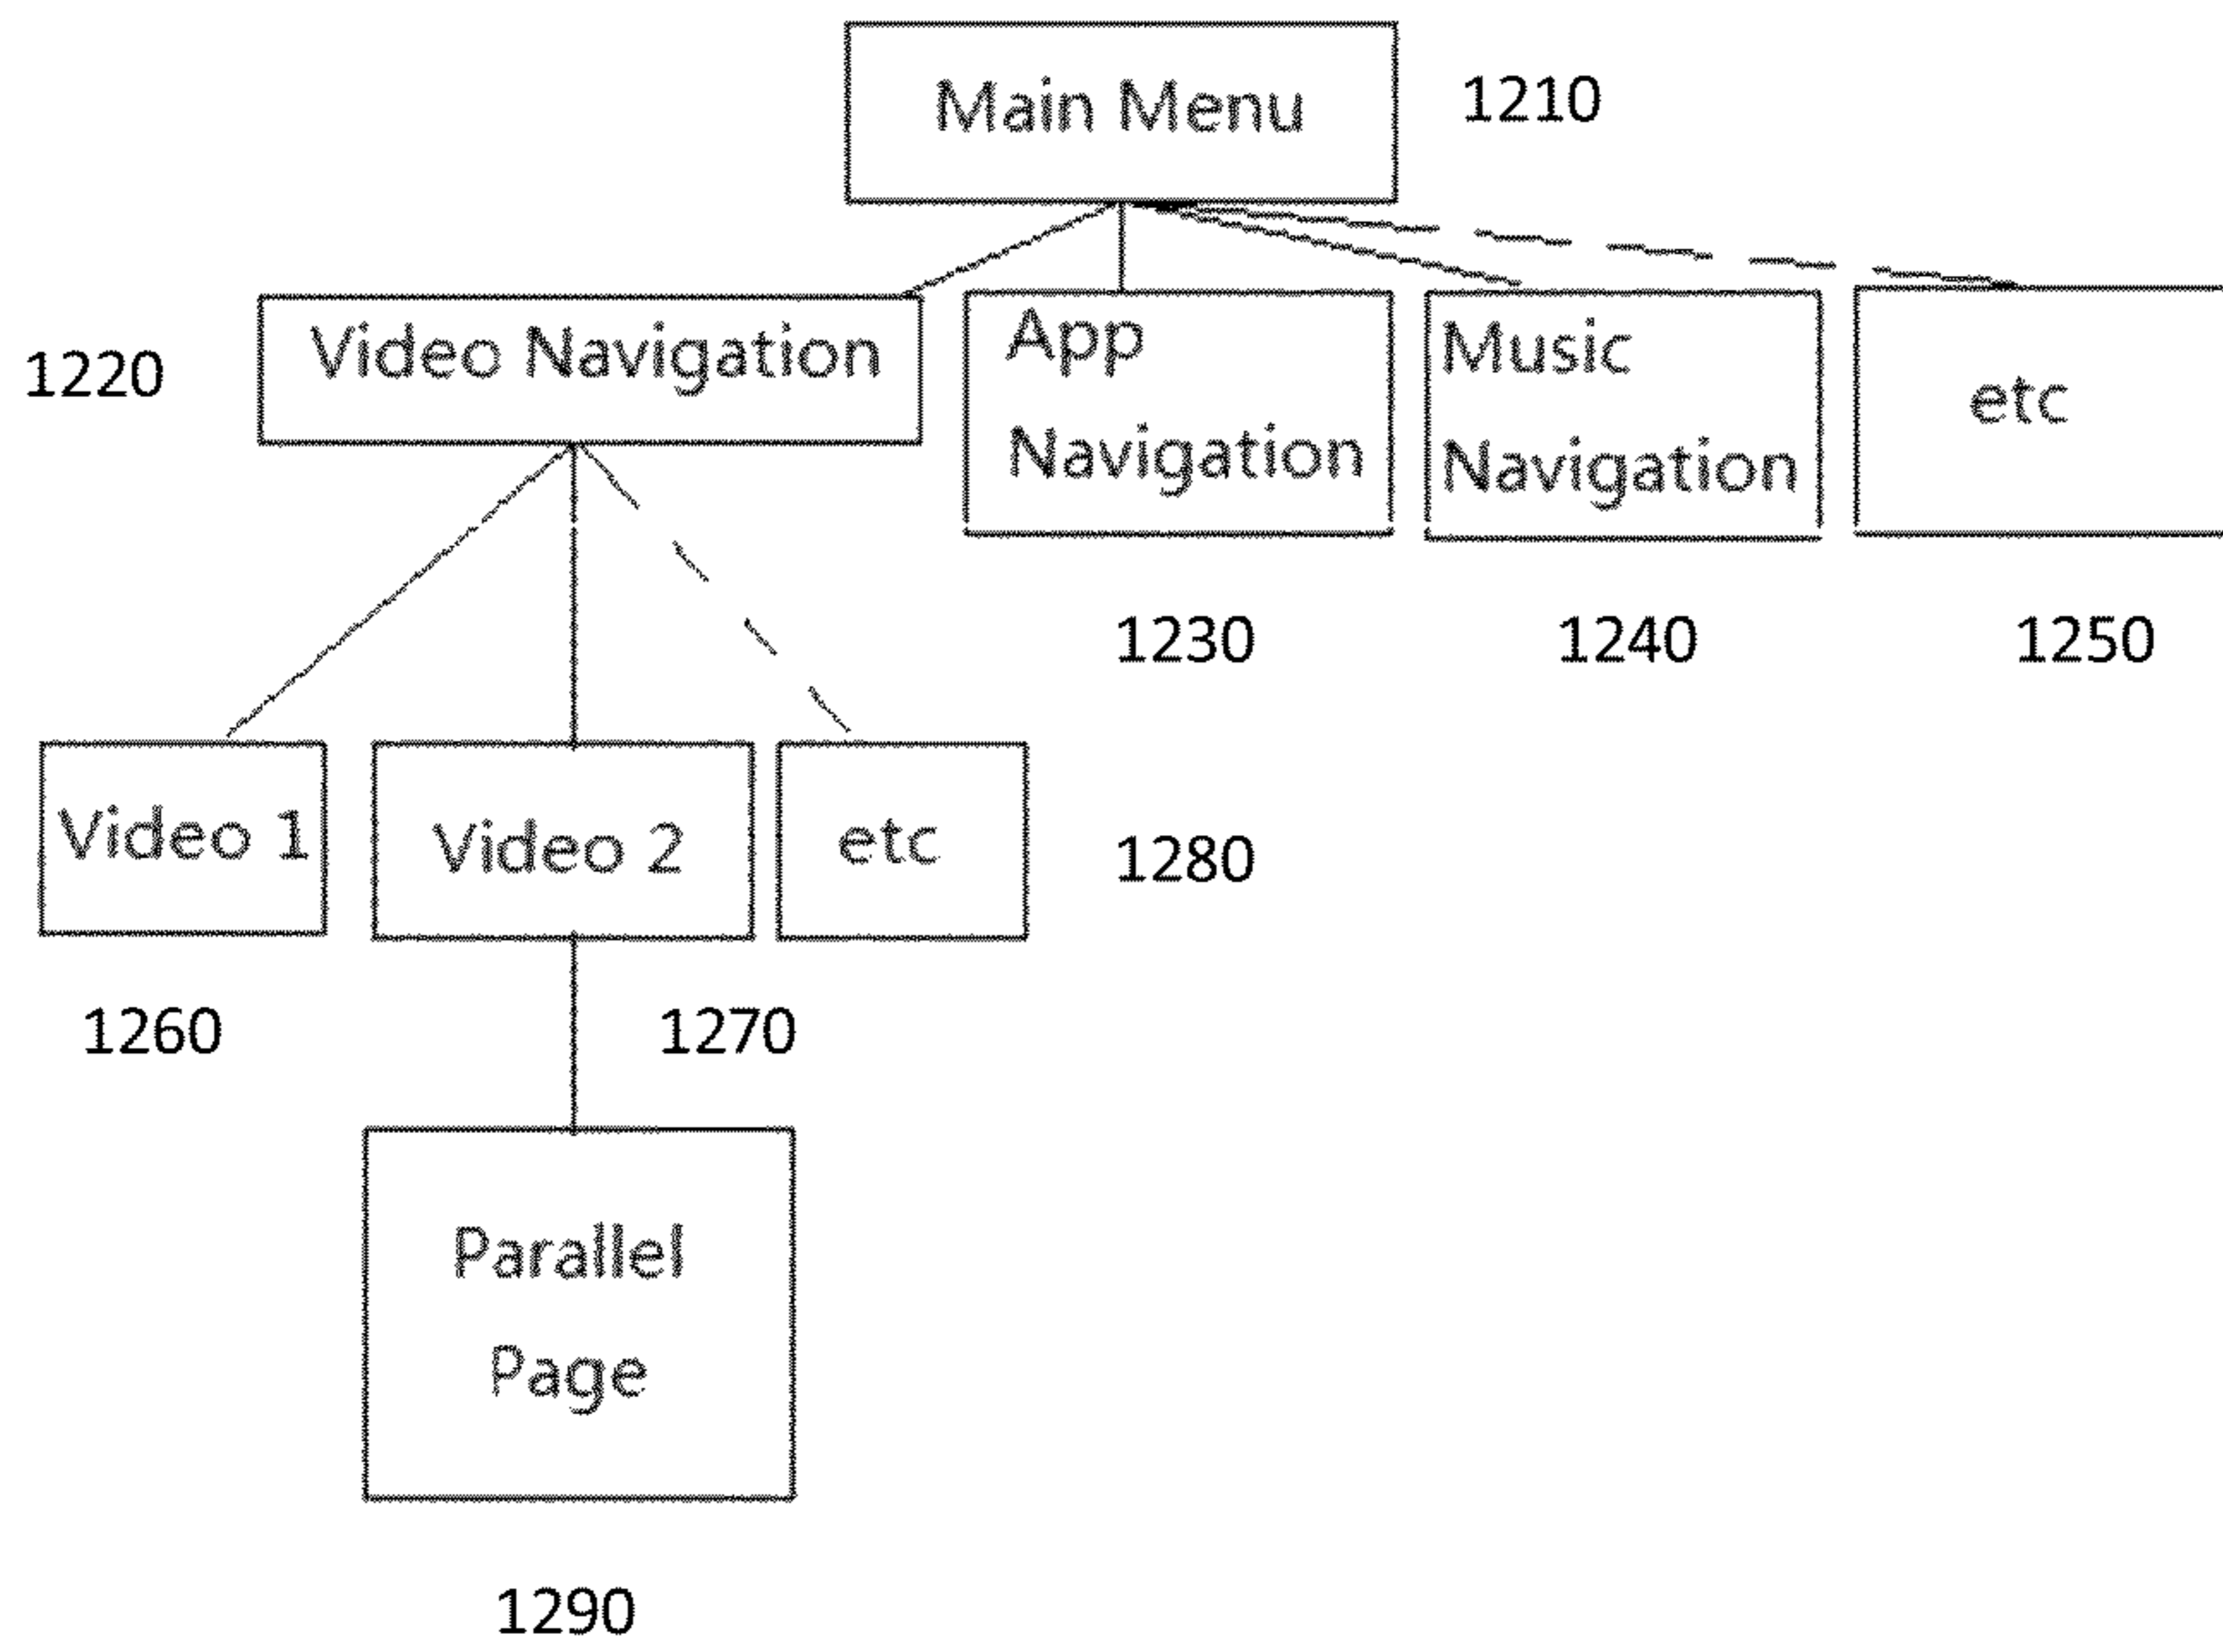 Main Menu
1210
1220
Video Navigation
App
Navigation
Music
Navigation
etc
1230
1240
1250
Video 1
Video 2
etc
1280
1260
1270
Parallel
Page
1290